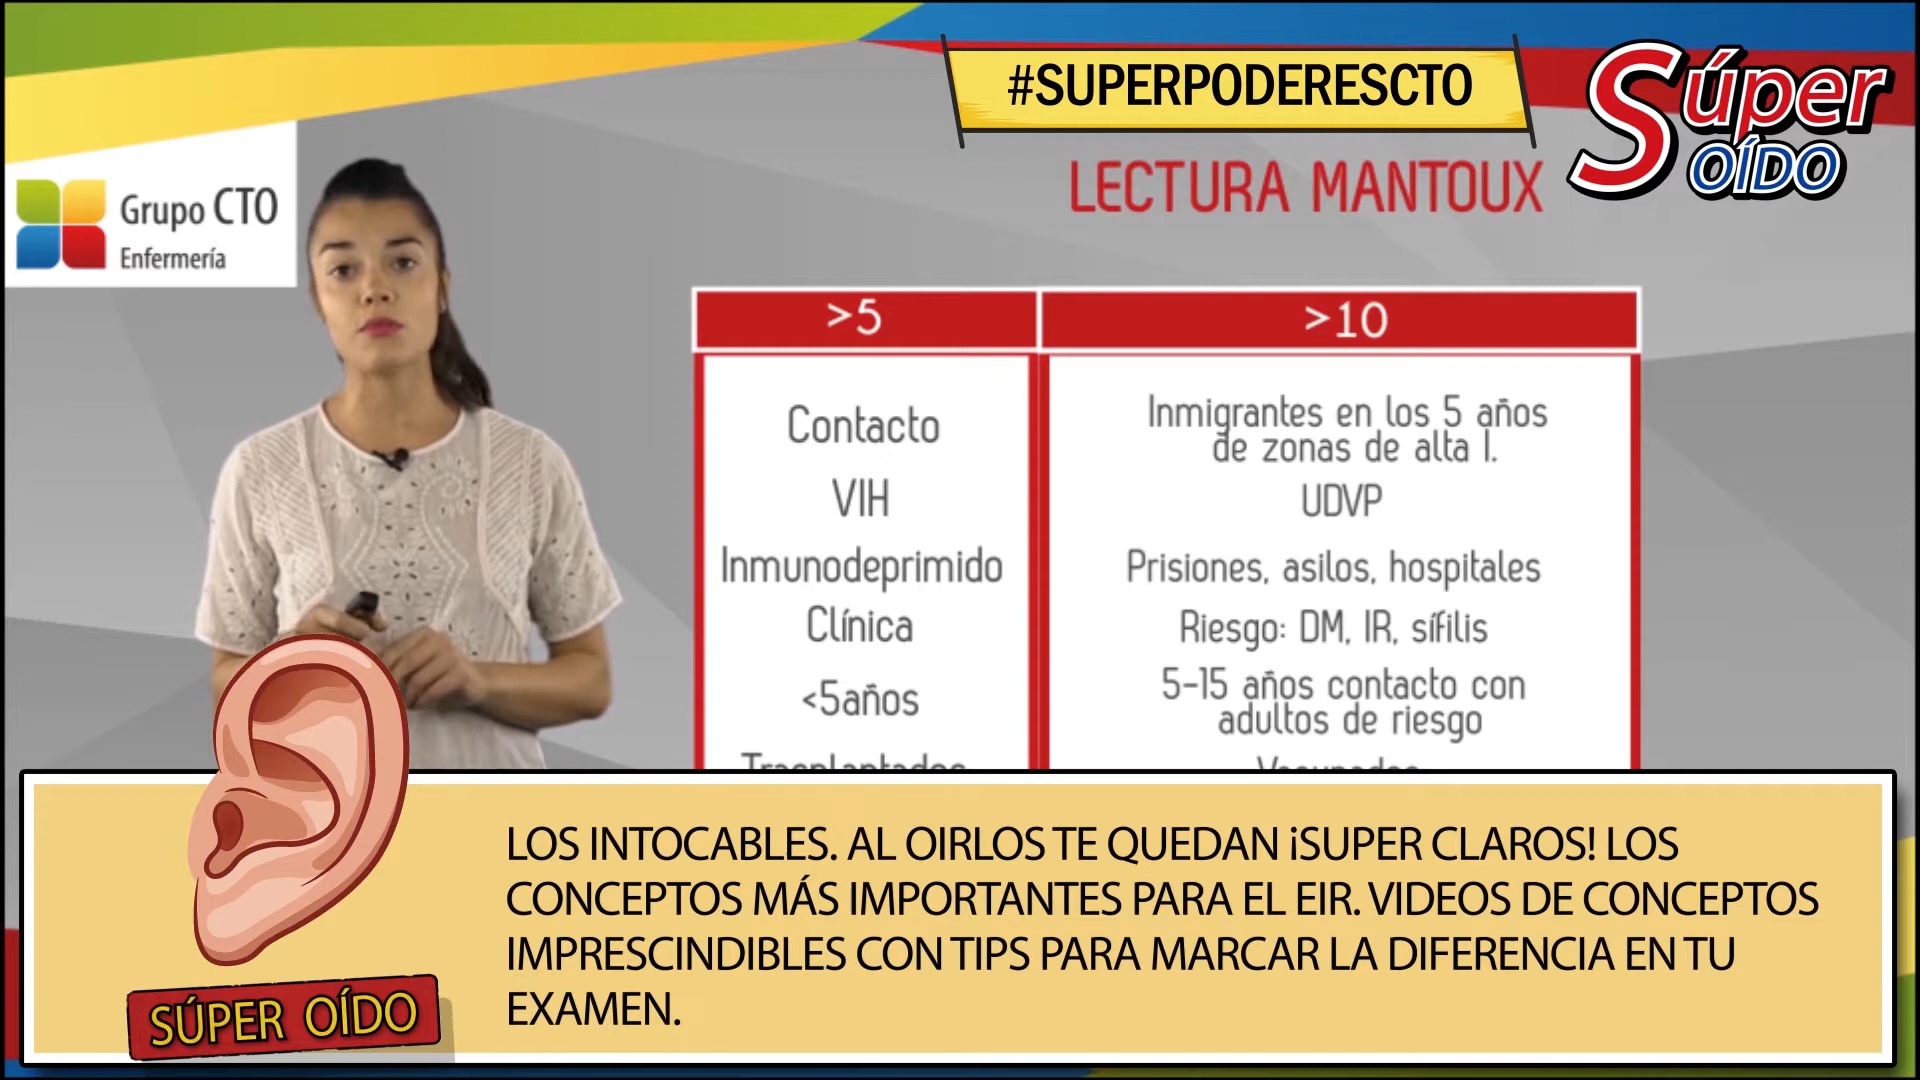 #SUPERPODERESCTO
Súper
OÍDO
LECTURA MANTOUX
Grupo CTO
Enfermería
>5
>10
Contacto
VIH
Inmunodeprimido
Clínica
<5años
Trasplantados
Inmigrantes en los 5 años
de zonas de alta I.
UDVP
Prisiones, asilos, hospitales
Riesgo: DM, IR, sífilis
5-15 años contacto con
adultos de riesgo
Vacunados
LOS INTOCABLES. AL OIRLOS TE QUEDAN ¡SUPER CLAROS! LOS
CONCEPTOS MÁS IMPORTANTES PARA EL EIR. VIDEOS DE CONCEPTOS
IMPRESCINDIBLES CON TIPS PARA MARCAR LA DIFERENCIA EN TU
EXAMEN.
SÚPER OÍDO